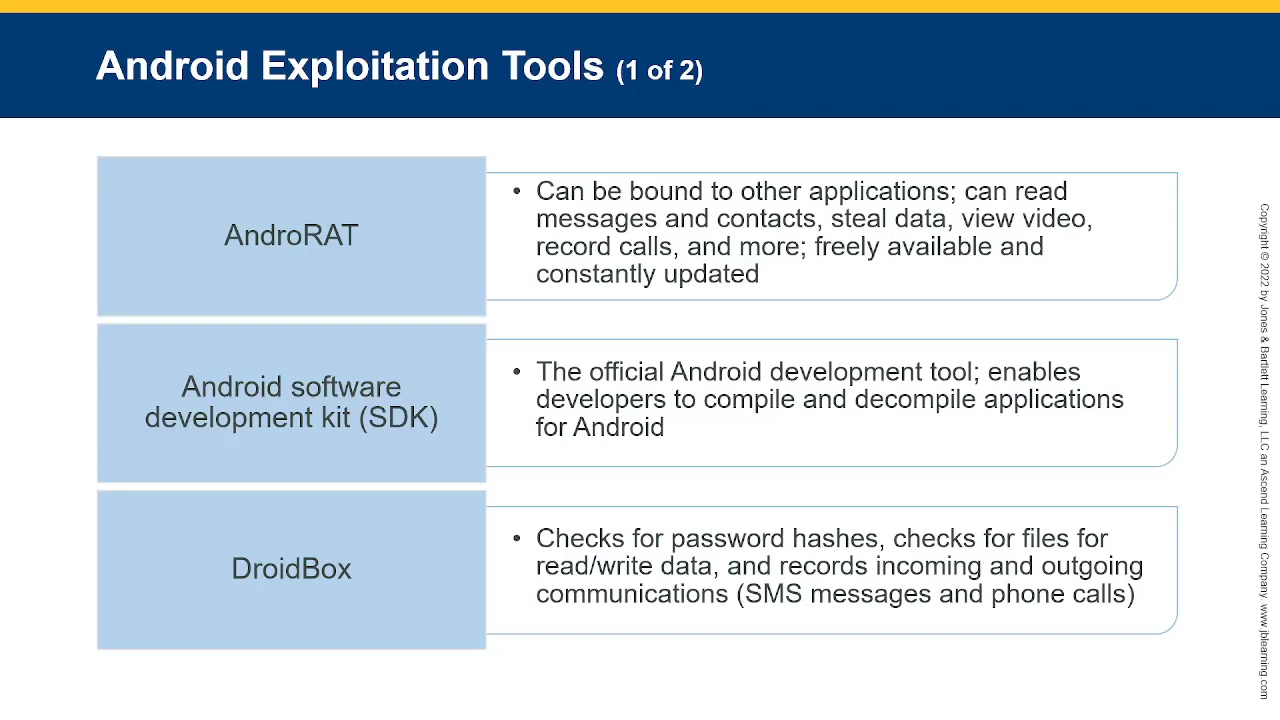 Android Exploitation Tools (1 of 2)
AndroRAT
• Can be bound to other applications; can read
messages and contacts, steal data, view video,
record calls, and more; freely available and
constantly updated
Android software
development kit (SDK)
• The official Android development tool; enables
developers to compile and decompile applications
for Android
DroidBox
• Checks for password hashes, checks for files for
read/write data, and records incoming and outgoing
communications (SMS messages and phone calls)
Copyright © 2022 by Jones & Bartlett Learning, LLC an Ascend Learning Company. www.jblearning.com